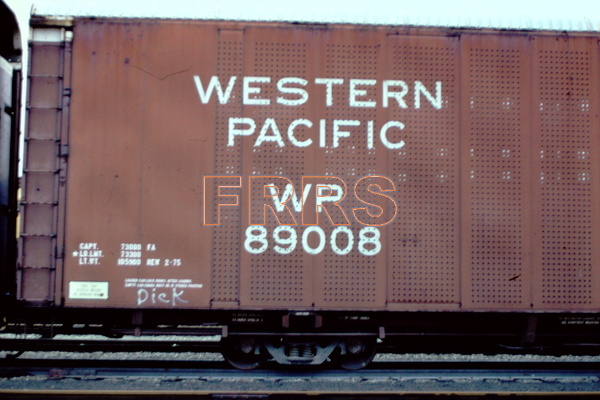 WESTERN
PACIFIC
FRRS
WP
89008
CAPY. 73000 FA
LD.LMT. 73300
LT.WT. 105900 NEW 2-75
Dick